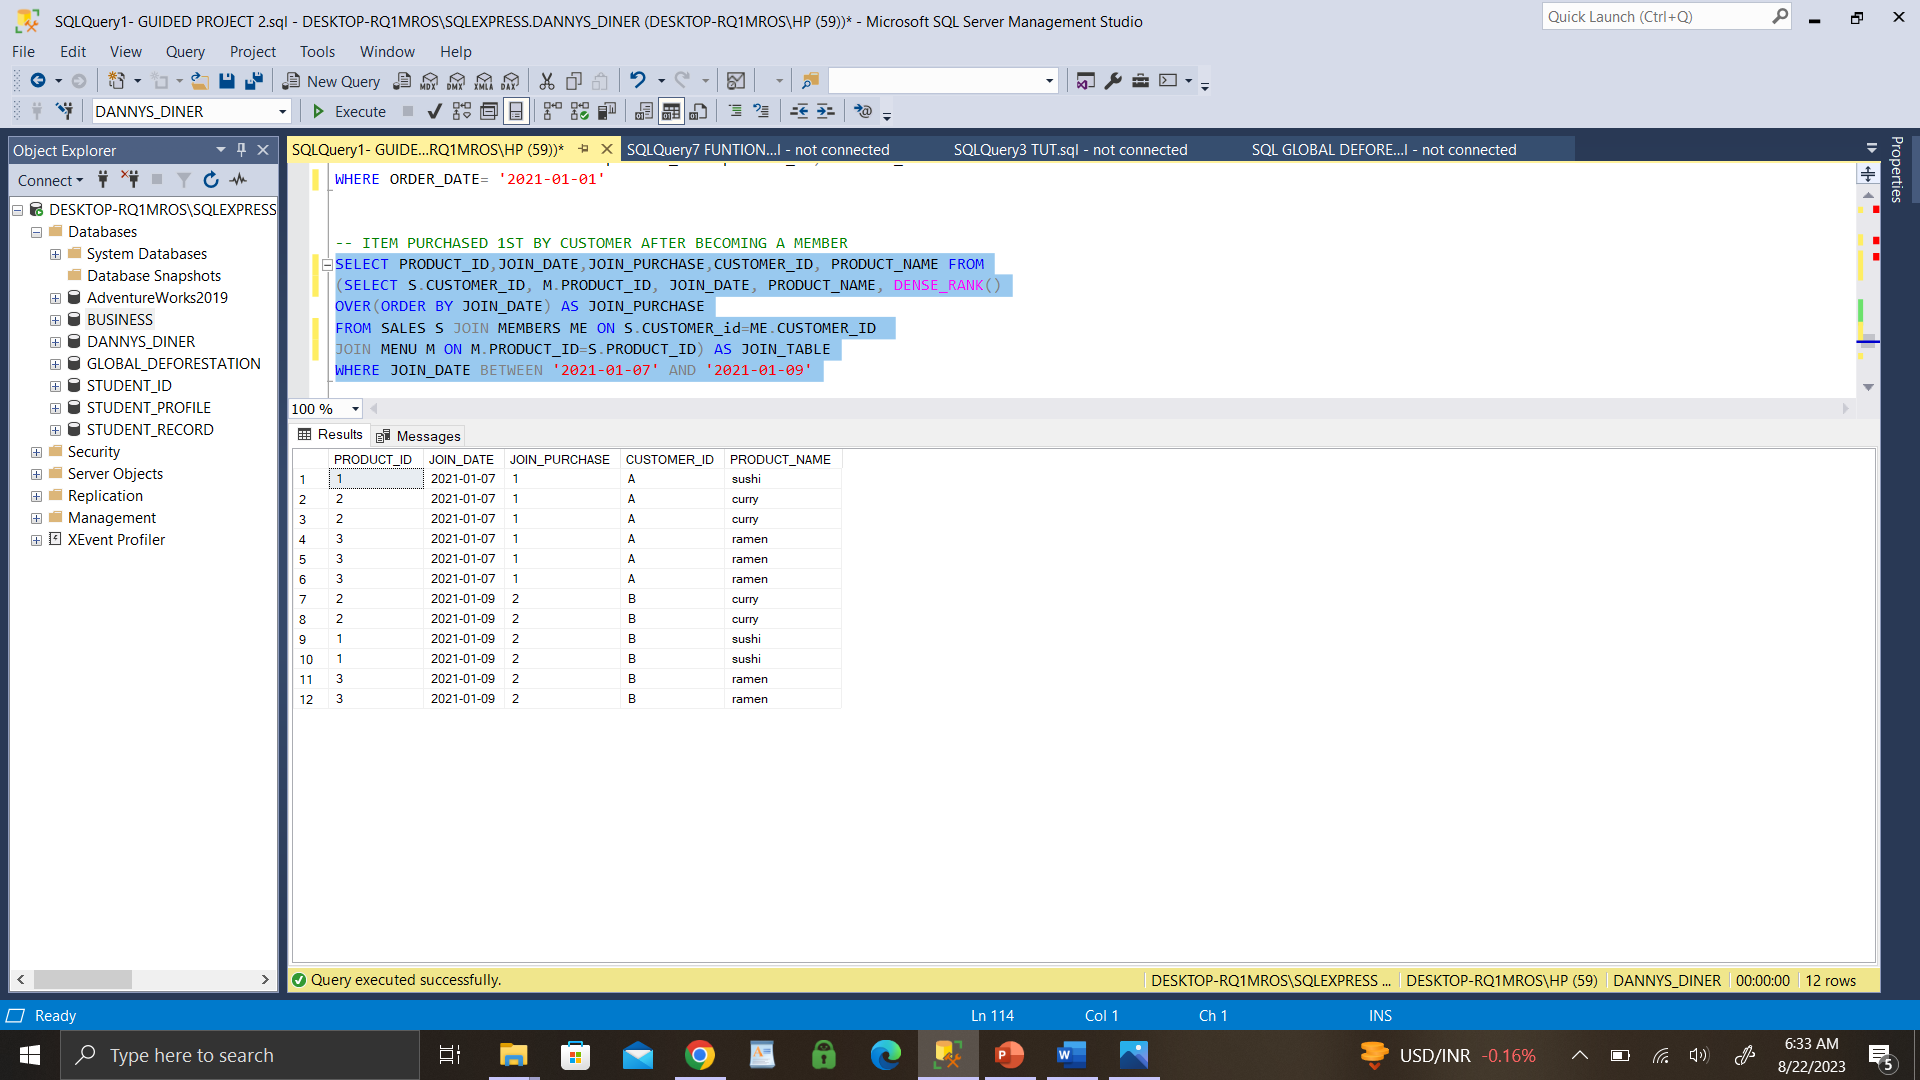 SQLQuery1- GUIDED PROJECT 2.sql - DESKTOP-RQ1MROS\SQLEXPRESS.DANNYS_DINER (DESKTOP-RQ1MROS\HP (59))* - Microsoft SQL Server Management Studio
Quick Launch (Ctrl+Q)
File Edit View Query Project Tools Window Help
New Query
MDX DMX XMLA DAX
DANNYS_DINER
Execute
Object Explorer
SQLQuery1- GUIDE...RQ1MROS\HP (59))*
SQLQuery7 FUNTION...l - not connected
SQLQuery3 TUT.sql - not connected
SQL GLOBAL DEFORE...l - not connected
Properties
Connect
DESKTOP-RQ1MROS\SQLEXPRESS
Databases
System Databases
Database Snapshots
AdventureWorks2019
BUSINESS
DANNYS_DINER
GLOBAL_DEFORESTATION
STUDENT_ID
STUDENT_PROFILE
STUDENT_RECORD
Security
Server Objects
Replication
Management
XEvent Profiler
WHERE ORDER_DATE= '2021-01-01'
-- ITEM PURCHASED 1ST BY CUSTOMER AFTER BECOMING A MEMBER
SELECT PRODUCT_ID,JOIN_DATE,JOIN_PURCHASE,CUSTOMER_ID, PRODUCT_NAME FROM
(SELECT S.CUSTOMER_ID, M.PRODUCT_ID, JOIN_DATE, PRODUCT_NAME, DENSE_RANK()
OVER(ORDER BY JOIN_DATE) AS JOIN_PURCHASE
FROM SALES S JOIN MEMBERS ME ON S.CUSTOMER_id=ME.CUSTOMER_ID
JOIN MENU M ON M.PRODUCT_ID=S.PRODUCT_ID) AS JOIN_TABLE
WHERE JOIN_DATE BETWEEN '2021-01-07' AND '2021-01-09'
100 %
Results Messages
PRODUCT_ID JOIN_DATE JOIN_PURCHASE CUSTOMER_ID PRODUCT_NAME
1 1 2021-01-07 1 A sushi
2 2 2021-01-07 1 A curry
3 2 2021-01-07 1 A curry
4 3 2021-01-07 1 A ramen
5 3 2021-01-07 1 A ramen
6 3 2021-01-07 1 A ramen
7 2 2021-01-09 2 B curry
8 2 2021-01-09 2 B curry
9 1 2021-01-09 2 B sushi
10 1 2021-01-09 2 B sushi
11 3 2021-01-09 2 B ramen
12 3 2021-01-09 2 B ramen
Query executed successfully.
DESKTOP-RQ1MROS\SQLEXPRESS ... DESKTOP-RQ1MROS\HP (59) DANNYS_DINER 00:00:00 12 rows
Ready
Ln 114 Col 1 Ch 1 INS
Type here to search
USD/INR -0.16%
6:33 AM
8/22/2023
5